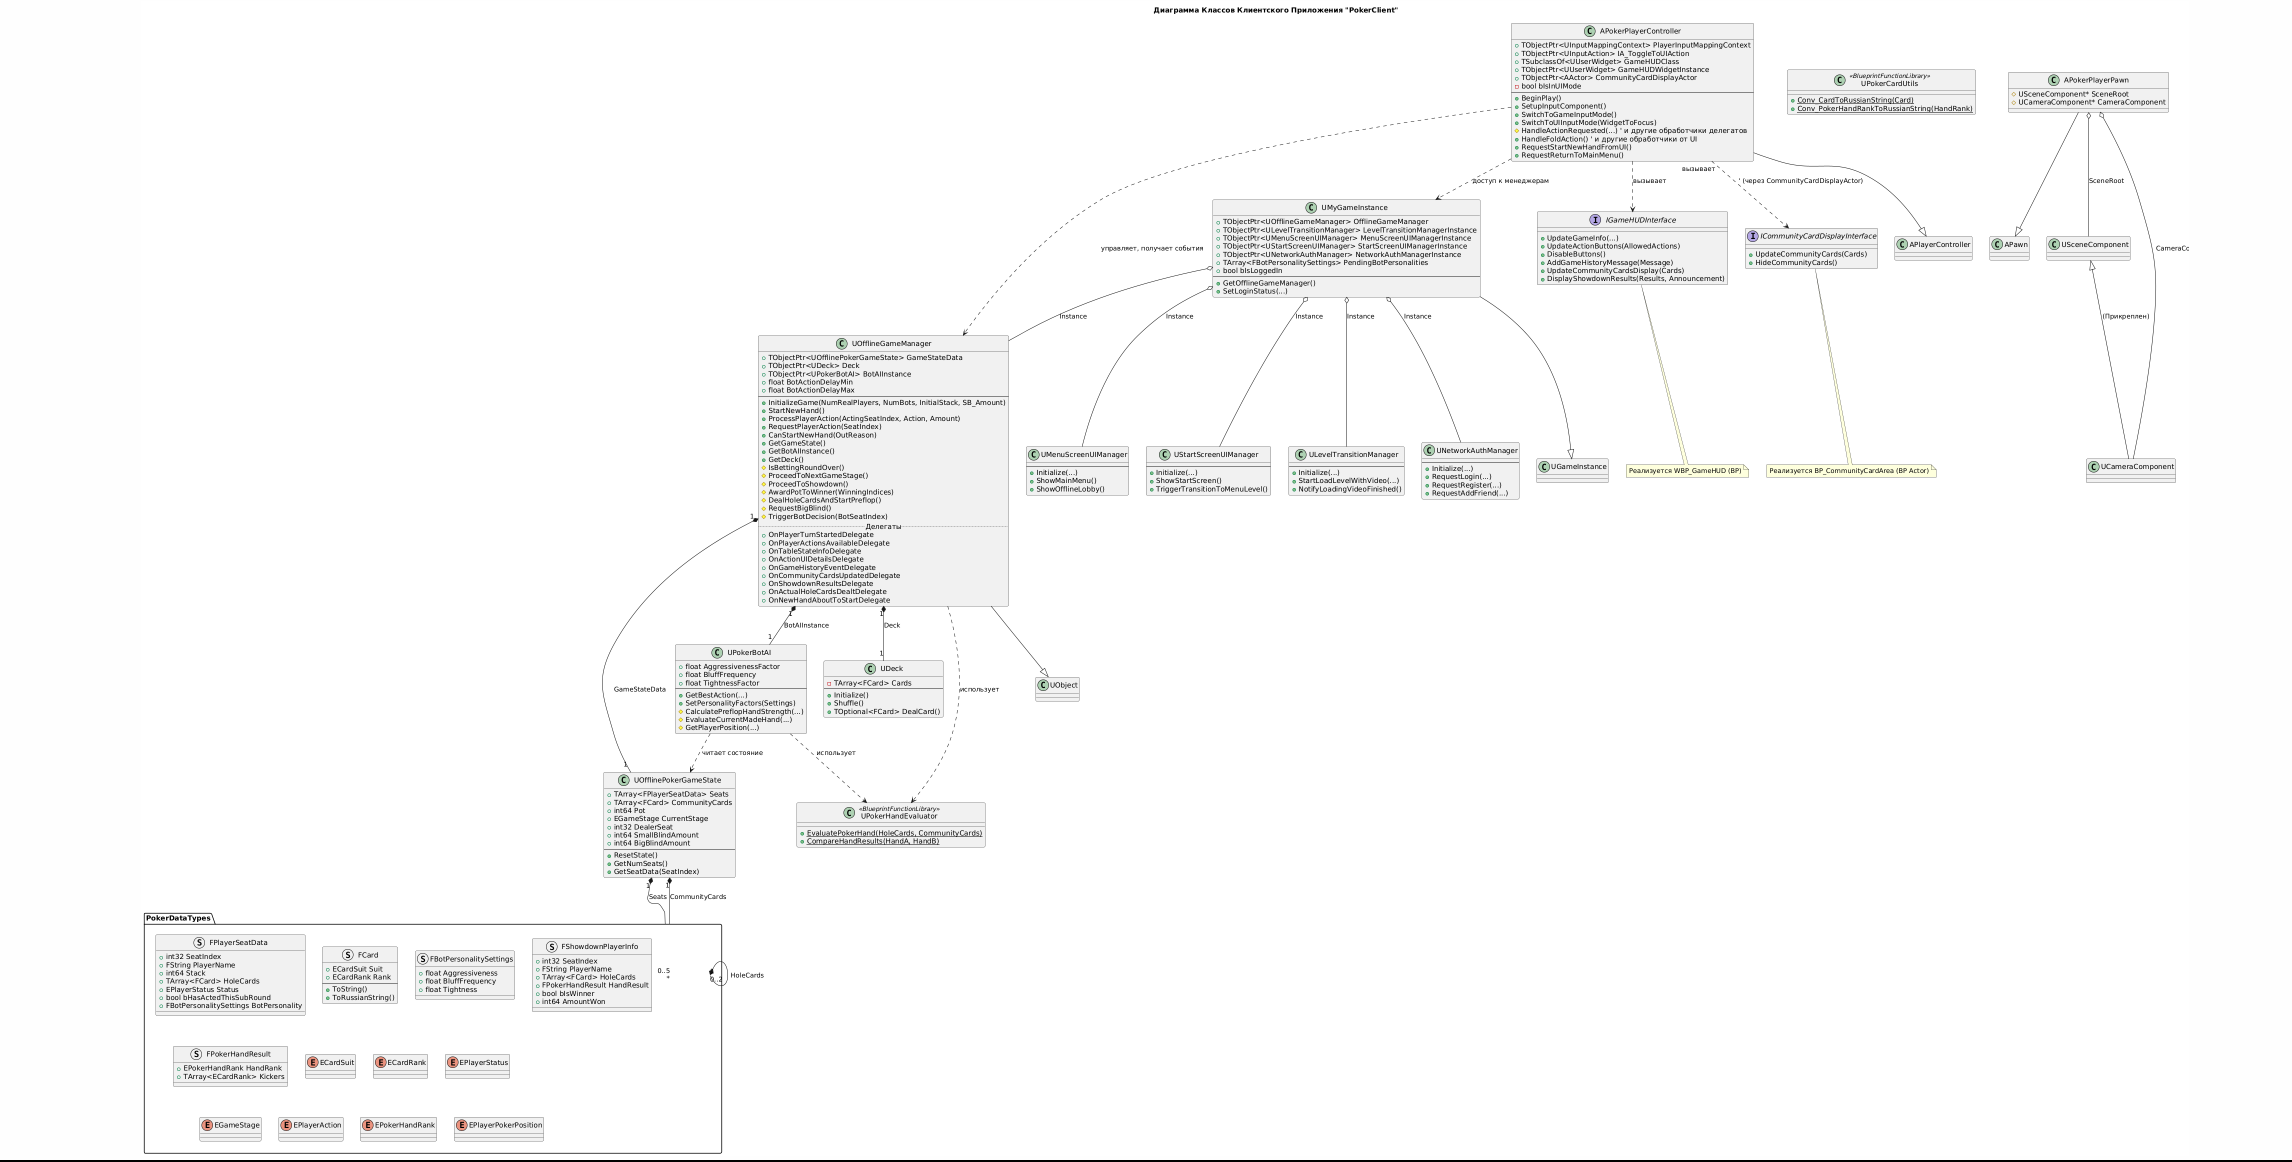 Диаграмма Классов Клиентского Приложения "PokerClient"
C APokerPlayerController
TObjectPtr<UInputMappingContext> PlayerInputMappingContext
TObjectPtr<UInputAction> IA_ToggleToUIAction
TSubclassOf<UUserWidget> GameHUDClass
TObjectPtr<UUserWidget> GameHUDWidgetInstance
TObjectPtr<AActor> CommunityCardDisplayActor
bool bIsInUIMode
BeginPlay()
SetupInputComponent()
SwitchToGameInputMode()
SwitchToUIInputMode(WidgetToFocus)
HandleActionRequested(...) ' и другие обработчики делегатов
HandleFoldAction() ' и другие обработчики от UI
RequestStartNewHandFromUI()
RequestReturnToMainMenu()
C «BlueprintFunctionLibrary»
UPokerCardUtils
Conv_CardToRussianString(Card)
Conv_PokerHandRankToRussianString(HandRank)
C APokerPlayerPawn
USceneComponent* SceneRoot
UCameraComponent* CameraComponent
доступ к менеджерам
вызывает
вызывает
' (через CommunityCardDisplayActor)
SceneRoot
управляет, получает события
C UMyGameInstance
TObjectPtr<UOfflineGameManager> OfflineGameManager
TObjectPtr<ULevelTransitionManager> LevelTransitionManagerInstance
TObjectPtr<UMenuScreenUIManager> MenuScreenUIManagerInstance
TObjectPtr<UStartScreenUIManager> StartScreenUIManagerInstance
TObjectPtr<UNetworkAuthManager> NetworkAuthManagerInstance
TArray<FBotPersonalitySettings> PendingBotPersonalities
bool bIsLoggedIn
GetOfflineGameManager()
SetLoginStatus(...)
I IGameHUDInterface
UpdateGameInfo(...)
UpdateActionButtons(AllowedActions)
DisableButtons()
AddGameHistoryMessage(Message)
UpdateCommunityCardsDisplay(Cards)
DisplayShowdownResults(Results, Announcement)
I ICommunityCardDisplayInterface
UpdateCommunityCards(Cards)
HideCommunityCards()
C APlayerController
C APawn
C USceneComponent
CameraCo
Instance
Instance
Instance
Instance
Instance
(Прикреплен)
C UOfflineGameManager
TObjectPtr<UOfflinePokerGameState> GameStateData
TObjectPtr<UDeck> Deck
TObjectPtr<UPokerBotAI> BotAIInstance
float BotActionDelayMin
float BotActionDelayMax
InitializeGame(NumRealPlayers, NumBots, InitialStack, SB_Amount)
StartNewHand()
ProcessPlayerAction(ActingSeatIndex, Action, Amount)
RequestPlayerAction(SeatIndex)
CanStartNewHand(OutReason)
GetGameState()
GetBotAIInstance()
GetDeck()
IsBettingRoundOver()
ProceedToNextGameStage()
ProceedToShowdown()
AwardPotToWinner(WinningIndices)
DealHoleCardsAndStartPreflop()
RequestBigBlind()
TriggerBotDecision(BotSeatIndex)
Делегаты
OnPlayerTurnStartedDelegate
OnPlayerActionsAvailableDelegate
OnTableStateInfoDelegate
OnActionUIDetailsDelegate
OnGameHistoryEventDelegate
OnCommunityCardsUpdatedDelegate
OnShowdownResultsDelegate
OnActualHoleCardsDealtDelegate
OnNewHandAboutToStartDelegate
C UMenuScreenUIManager
Initialize(...)
ShowMainMenu()
ShowOfflineLobby()
C UStartScreenUIManager
Initialize(...)
ShowStartScreen()
TriggerTransitionToMenuLevel()
C ULevelTransitionManager
Initialize(...)
StartLoadLevelWithVideo(...)
NotifyLoadingVideoFinished()
C UNetworkAuthManager
Initialize(...)
RequestLogin(...)
RequestRegister(...)
RequestAddFriend(...)
C UGameInstance
Реализуется WBP_GameHUD (BP)
Реализуется BP_CommunityCardArea (BP Actor)
C UCameraComponent
1
1
BotAIInstance
1
1
Deck
1
C UPokerBotAI
float AggressivenessFactor
float BluffFrequency
float TightnessFactor
GetBestAction(...)
SetPersonalityFactors(Settings)
CalculatePreflopHandStrength(...)
EvaluateCurrentMadeHand(...)
GetPlayerPosition(...)
C UDeck
TArray<FCard> Cards
Initialize()
Shuffle()
TOptional<FCard> DealCard()
C UObject
GameStateData
использует
читает состояние
использует
1
C UOfflinePokerGameState
TArray<FPlayerSeatData> Seats
TArray<FCard> CommunityCards
int64 Pot
EGameStage CurrentStage
int32 DealerSeat
int64 SmallBlindAmount
int64 BigBlindAmount
ResetState()
GetNumSeats()
GetSeatData(SeatIndex)
C «BlueprintFunctionLibrary»
UPokerHandEvaluator
EvaluatePokerHand(HoleCards, CommunityCards)
CompareHandResults(HandA, HandB)
1
1
Seats
CommunityCards
PokerDataTypes
S FPlayerSeatData
int32 SeatIndex
FString PlayerName
int64 Stack
TArray<FCard> HoleCards
EPlayerStatus Status
bool bHasActedThisSubRound
FBotPersonalitySettings BotPersonality
S FCard
ECardSuit Suit
ECardRank Rank
ToString()
ToRussianString()
S FBotPersonalitySettings
float Aggressiveness
float BluffFrequency
float Tightness
S FShowdownPlayerInfo
int32 SeatIndex
FString PlayerName
TArray<FCard> HoleCards
FPokerHandResult HandResult
bool bIsWinner
int64 AmountWon
0..5
*
0..2
HoleCards
S FPokerHandResult
EPokerHandRank HandRank
TArray<ECardRank> Kickers
E ECardSuit
E ECardRank
E EPlayerStatus
E EGameStage
E EPlayerAction
E EPokerHandRank
E EPlayerPokerPosition